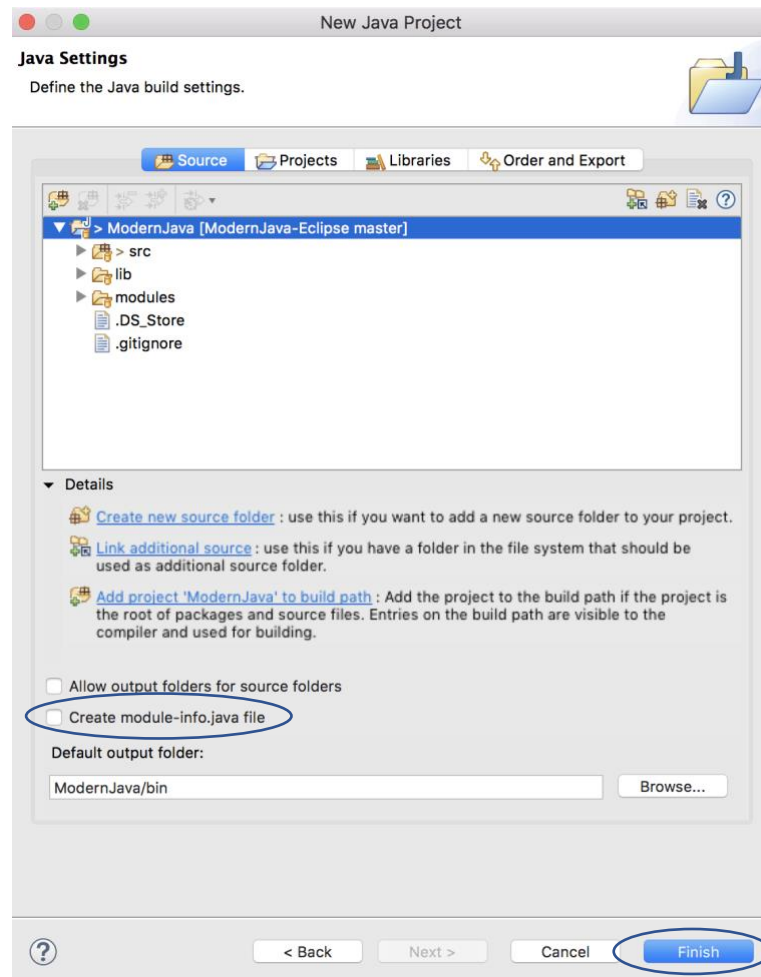 New Java Project
Java Settings
Define the Java build settings.
Source Projects Libraries Order and Export
> ModernJava [ModernJava-Eclipse master]
> src
lib
modules
.DS_Store
.gitignore
Details
Create new source folder : use this if you want to add a new source folder to your project.
Link additional source : use this if you have a folder in the file system that should be
used as additional source folder.
Add project 'ModernJava' to build path : Add the project to the build path if the project is
the root of packages and source files. Entries on the build path are visible to the
compiler and used for building.
Allow output folders for source folders
Create module-info.java file
Default output folder:
ModernJava/bin Browse...
? < Back Next > Cancel Finish